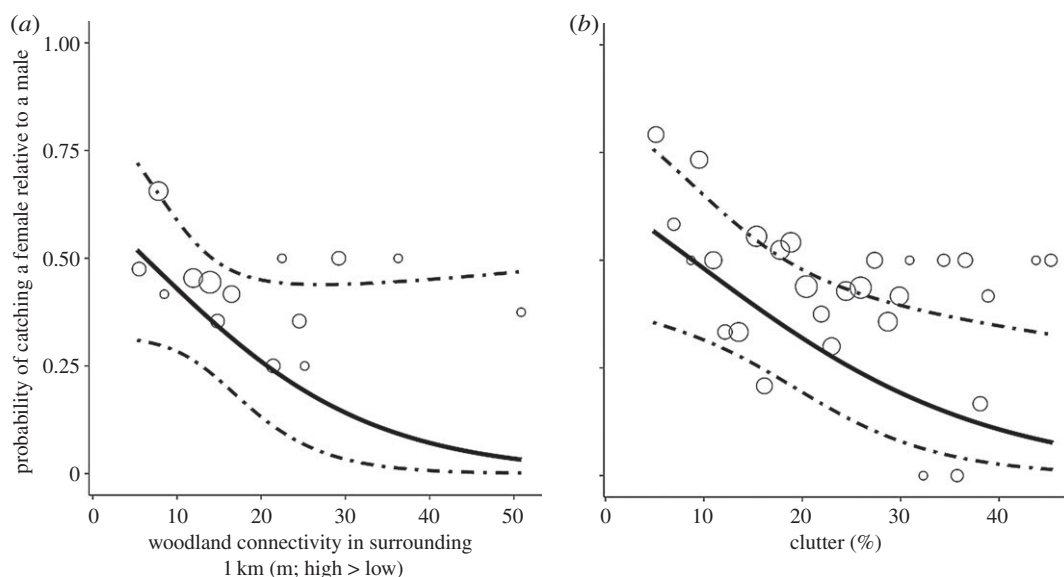 (a)
(b)
probability of catching a female relative to a male
1.00
0.75
0.50
0.25
0
0 10 20 30 40 50
woodland connectivity in surrounding
1 km (m; high > low)
0 10 20 30 40
clutter (%)